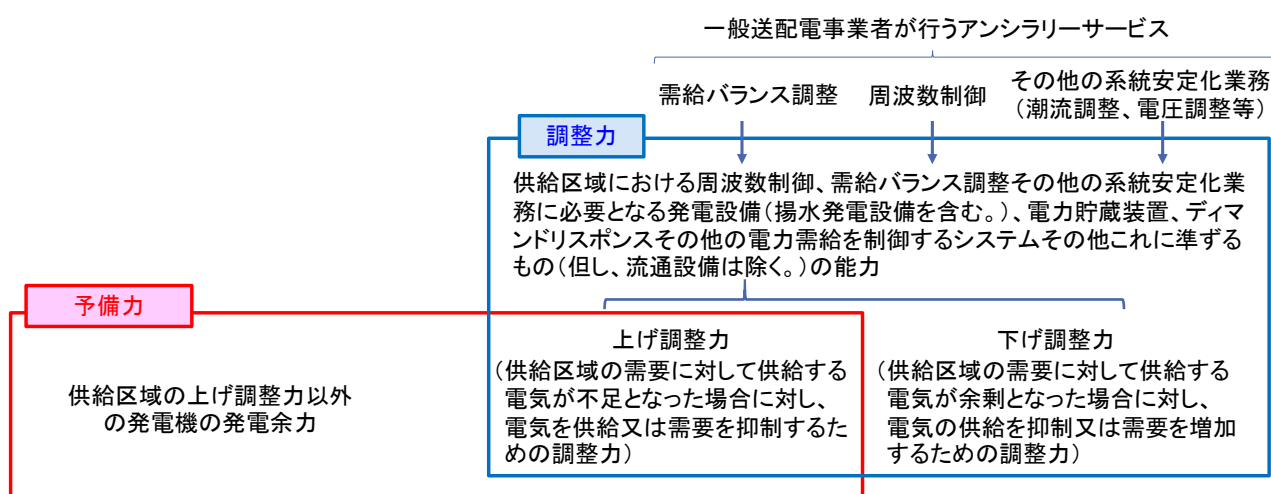 一般送配電事業者が行うアンシラリーサービス
需給バランス調整
周波数制御
その他の系統安定化業務
(潮流調整、電圧調整等)
調整力
供給区域における周波数制御、需給バランス調整その他の系統安定化業
務に必要となる発電設備(揚水発電設備を含む。)、電力貯蔵装置、ディマ
ンドリスポンスその他の電力需給を制御するシステムその他これに準ずる
もの(但し、流通設備は除く。)の能力
予備力
供給区域の上げ調整力以外
の発電機の発電余力
上げ調整力
(供給区域の需要に対して供給する
電気が不足となった場合に対し、
電気を供給又は需要を抑制するた
めの調整力)
下げ調整力
(供給区域の需要に対して供給する
電気が余剰となった場合に対し、
電気の供給を抑制又は需要を増加
するための調整力)